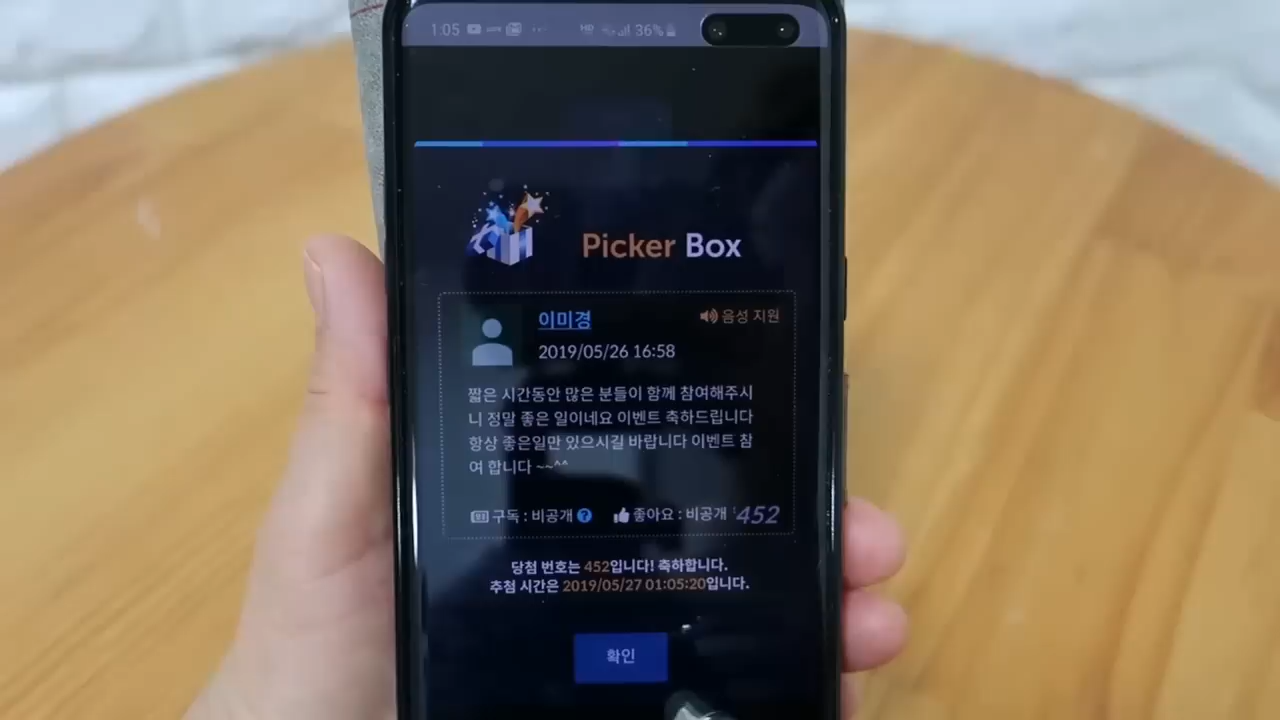 1:05
HD
36%
Picker Box
이미경
음성 지원
2019/05/26 16:58
짧은 시간동안 많은 분들이 함께 참여해주시
니 정말 좋은 일이네요 이벤트 축하드립니다
항상 좋은일만 있으시길 바랍니다 이벤트 참
여 합니다 ~~^^
구독 : 비공개 ? 좋아요 : 비공개 452
당첨 번호는 452입니다! 축하합니다.
추첨 시간은 2019/05/27 01:05:20입니다.
확인